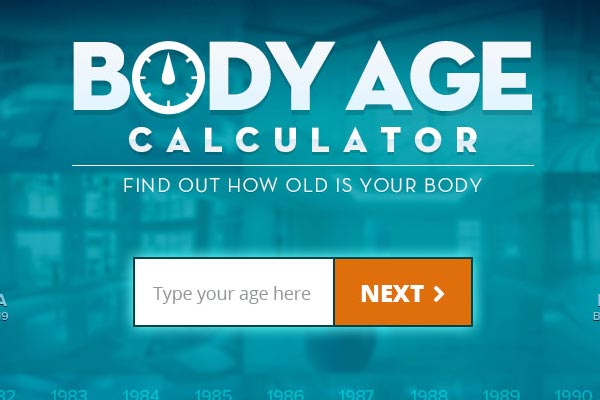 BODY AGE
CALCULATOR
FIND OUT HOW OLD IS YOUR BODY
Type your age here
NEXT
1983 1984 1985 1986 1987 1988 1989 1990